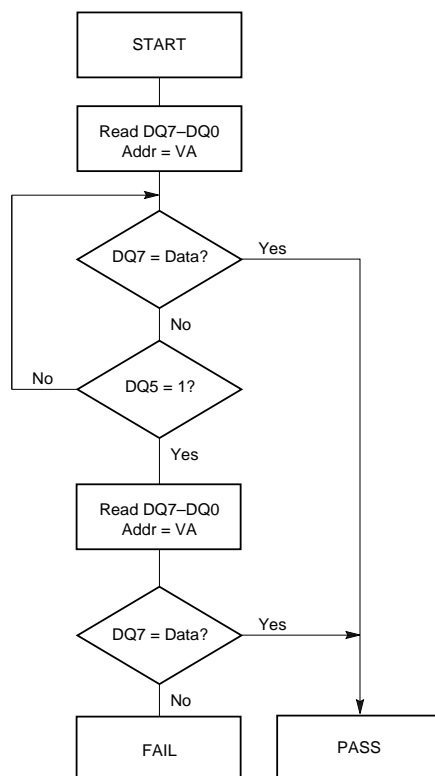 START
Read DQ7–DQ0
Addr = VA
DQ7 = Data?
Yes
No
No
DQ5 = 1?
Yes
Read DQ7–DQ0
Addr = VA
DQ7 = Data?
Yes
No
FAIL
PASS